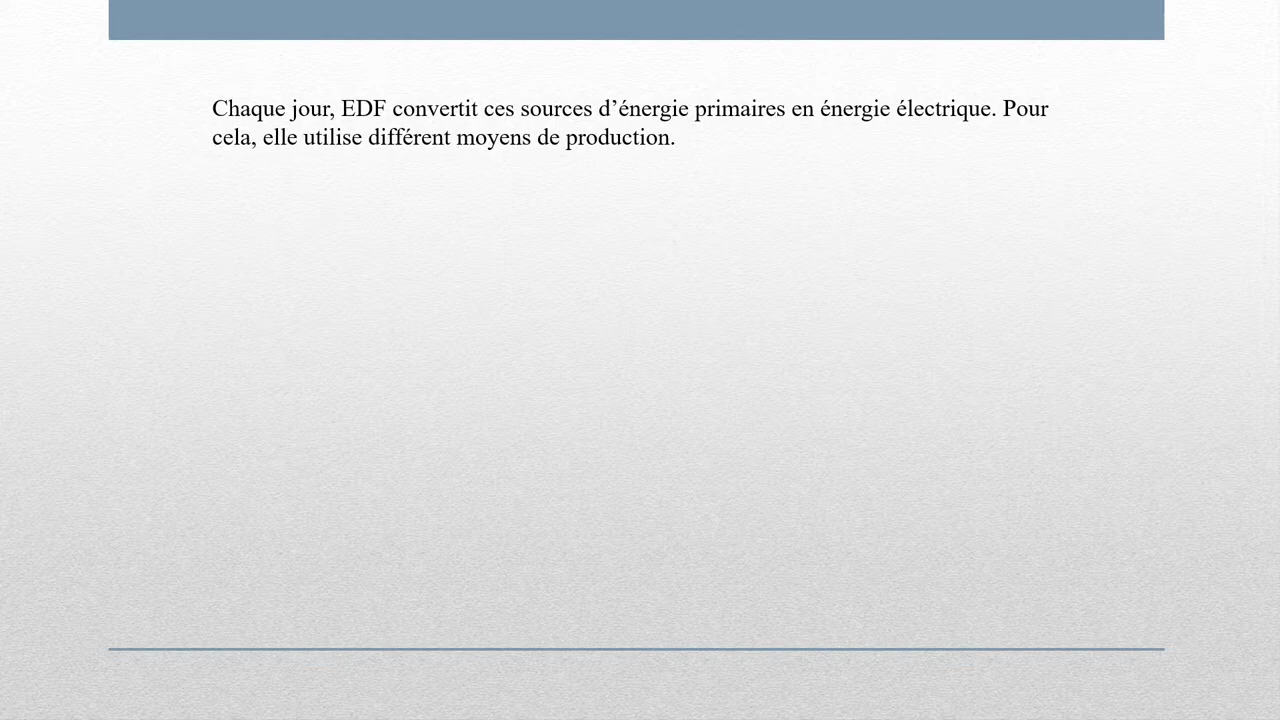 Chaque jour, EDF convertit ces sources d’énergie primaires en énergie électrique. Pour
cela, elle utilise différent moyens de production.